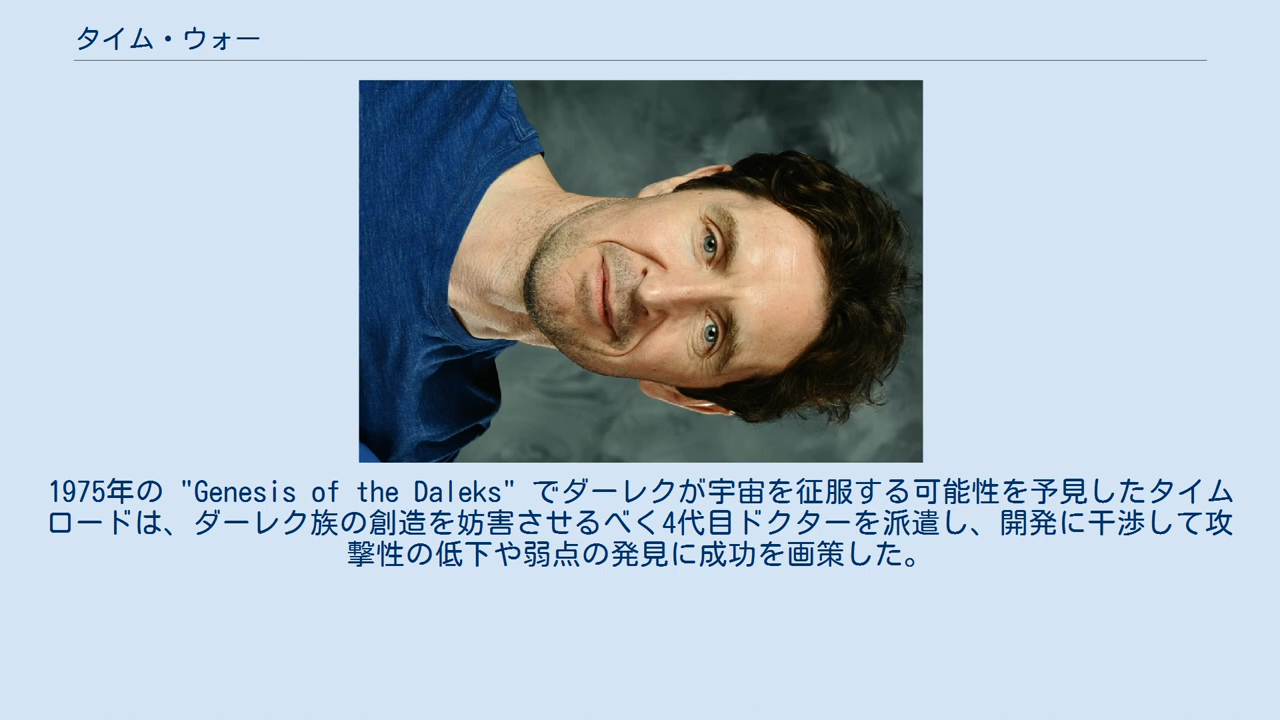 タイム・ウォー
1975年の "Genesis of the Daleks" でダーレクが宇宙を征服する可能性を予見したタイム
ロードは、ダーレク族の創造を妨害させるべく4代目ドクターを派遣し、開発に干渉して攻
撃性の低下や弱点の発見に成功を画策した。